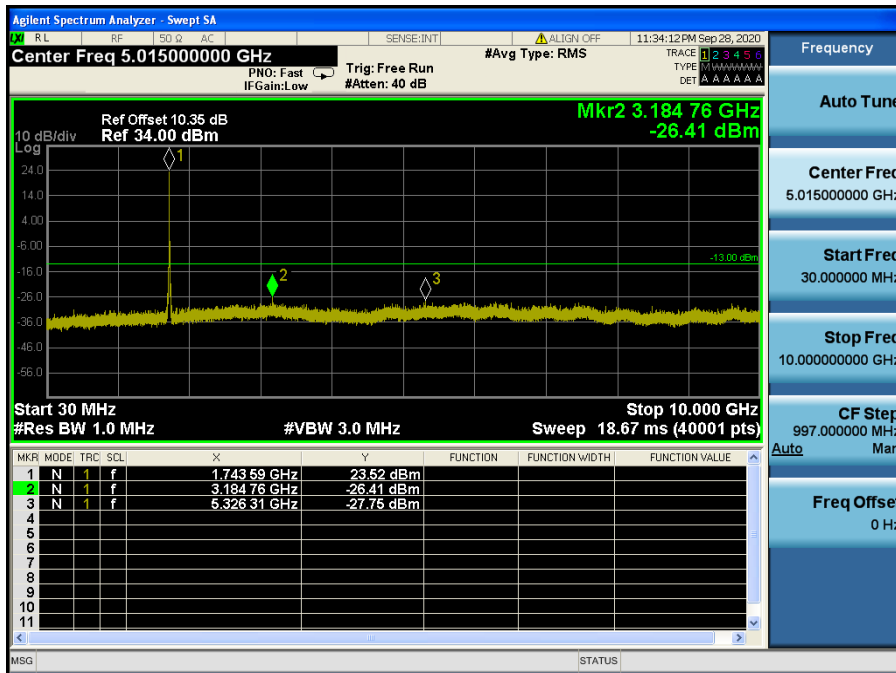 Agilent Spectrum Analyzer - Swept SA
LXI RL RF 50 Ω AC SENSE:INT ALIGN OFF 11:34:12 PM Sep 28, 2020
Center Freq 5.015000000 GHz
PNO: Fast
IFGain:Low
Trig: Free Run
#Atten: 40 dB
#Avg Type: RMS
TRACE 1 2 3 4 5 6
TYPE M WWWWW
DET A A A A A A
Ref Offset 10.35 dB
10 dB/div Ref 34.00 dBm
Log
Mkr2 3.184 76 GHz
-26.41 dBm
24.0
14.0
4.00
-6.00
-16.0
-26.0
-36.0
-46.0
-56.0
1
2
3
-13.00 dBm
Start 30 MHz Stop 10.000 GHz
#Res BW 1.0 MHz #VBW 3.0 MHz Sweep 18.67 ms (40001 pts)
MKR MODE TRC SCL X Y FUNCTION FUNCTION WIDTH FUNCTION VALUE
1 N 1 f 1.743 59 GHz 23.52 dBm
2 N 1 f 3.184 76 GHz -26.41 dBm
3 N 1 f 5.326 31 GHz -27.75 dBm
4
5
6
7
8
9
10
11
MSG STATUS
Frequency
Auto Tune
Center Freq
5.015000000 GHz
Start Freq
30.000000 MHz
Stop Freq
10.000000000 GHz
CF Step
997.000000 MHz
Auto Man
Freq Offset
0 Hz